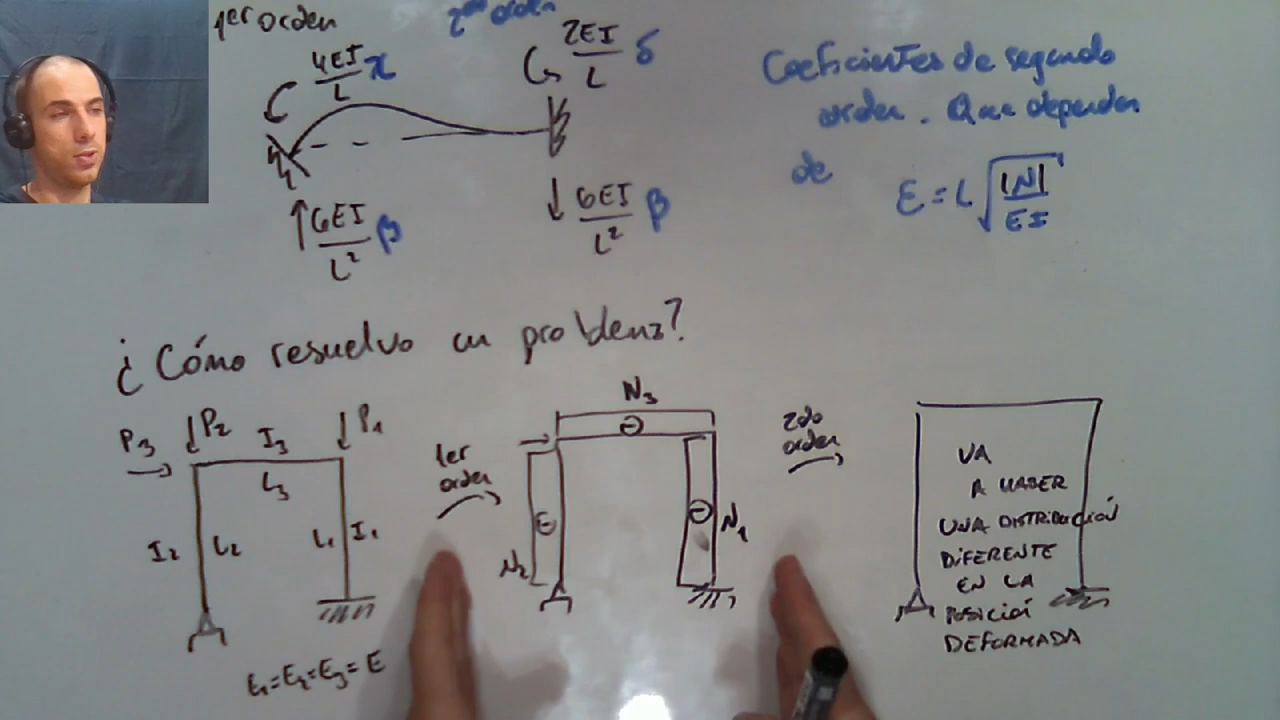 1er orden
2do orden
4EI/L π
2EI/L δ
6EI/L² β
6EI/L² β
Coeficientes de segundo
orden. Que dependen
de
ε = L √(|N|/EI)
¿Cómo resuelvo un problema?
P3
P2
P1
I3
L3
I2
L2
L1
I1
E1=E2=E3=E
1er
orden
N3
N2
N1
2do
orden
VA
A HABER
UNA DISTRIBUCIÓN
DIFERENTE
EN LA
POSICIÓ
DEFORMADA